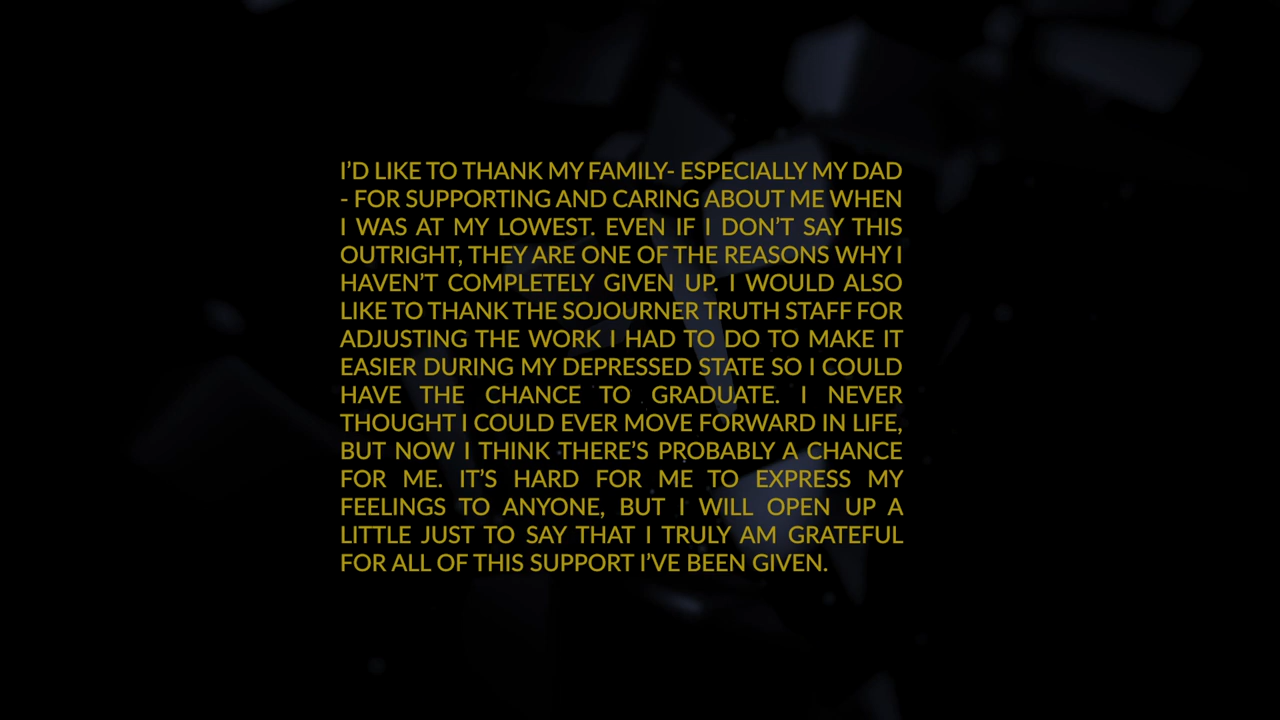 I'D LIKE TO THANK MY FAMILY- ESPECIALLY MY DAD
- FOR SUPPORTING AND CARING ABOUT ME WHEN
I WAS AT MY LOWEST. EVEN IF I DON'T SAY THIS
OUTRIGHT, THEY ARE ONE OF THE REASONS WHY I
HAVEN'T COMPLETELY GIVEN UP. I WOULD ALSO
LIKE TO THANK THE SOJOURNER TRUTH STAFF FOR
ADJUSTING THE WORK I HAD TO DO TO MAKE IT
EASIER DURING MY DEPRESSED STATE SO I COULD
HAVE THE CHANCE TO GRADUATE. I NEVER
THOUGHT I COULD EVER MOVE FORWARD IN LIFE,
BUT NOW I THINK THERE'S PROBABLY A CHANCE
FOR ME. IT'S HARD FOR ME TO EXPRESS MY
FEELINGS TO ANYONE, BUT I WILL OPEN UP A
LITTLE JUST TO SAY THAT I TRULY AM GRATEFUL
FOR ALL OF THIS SUPPORT I'VE BEEN GIVEN.